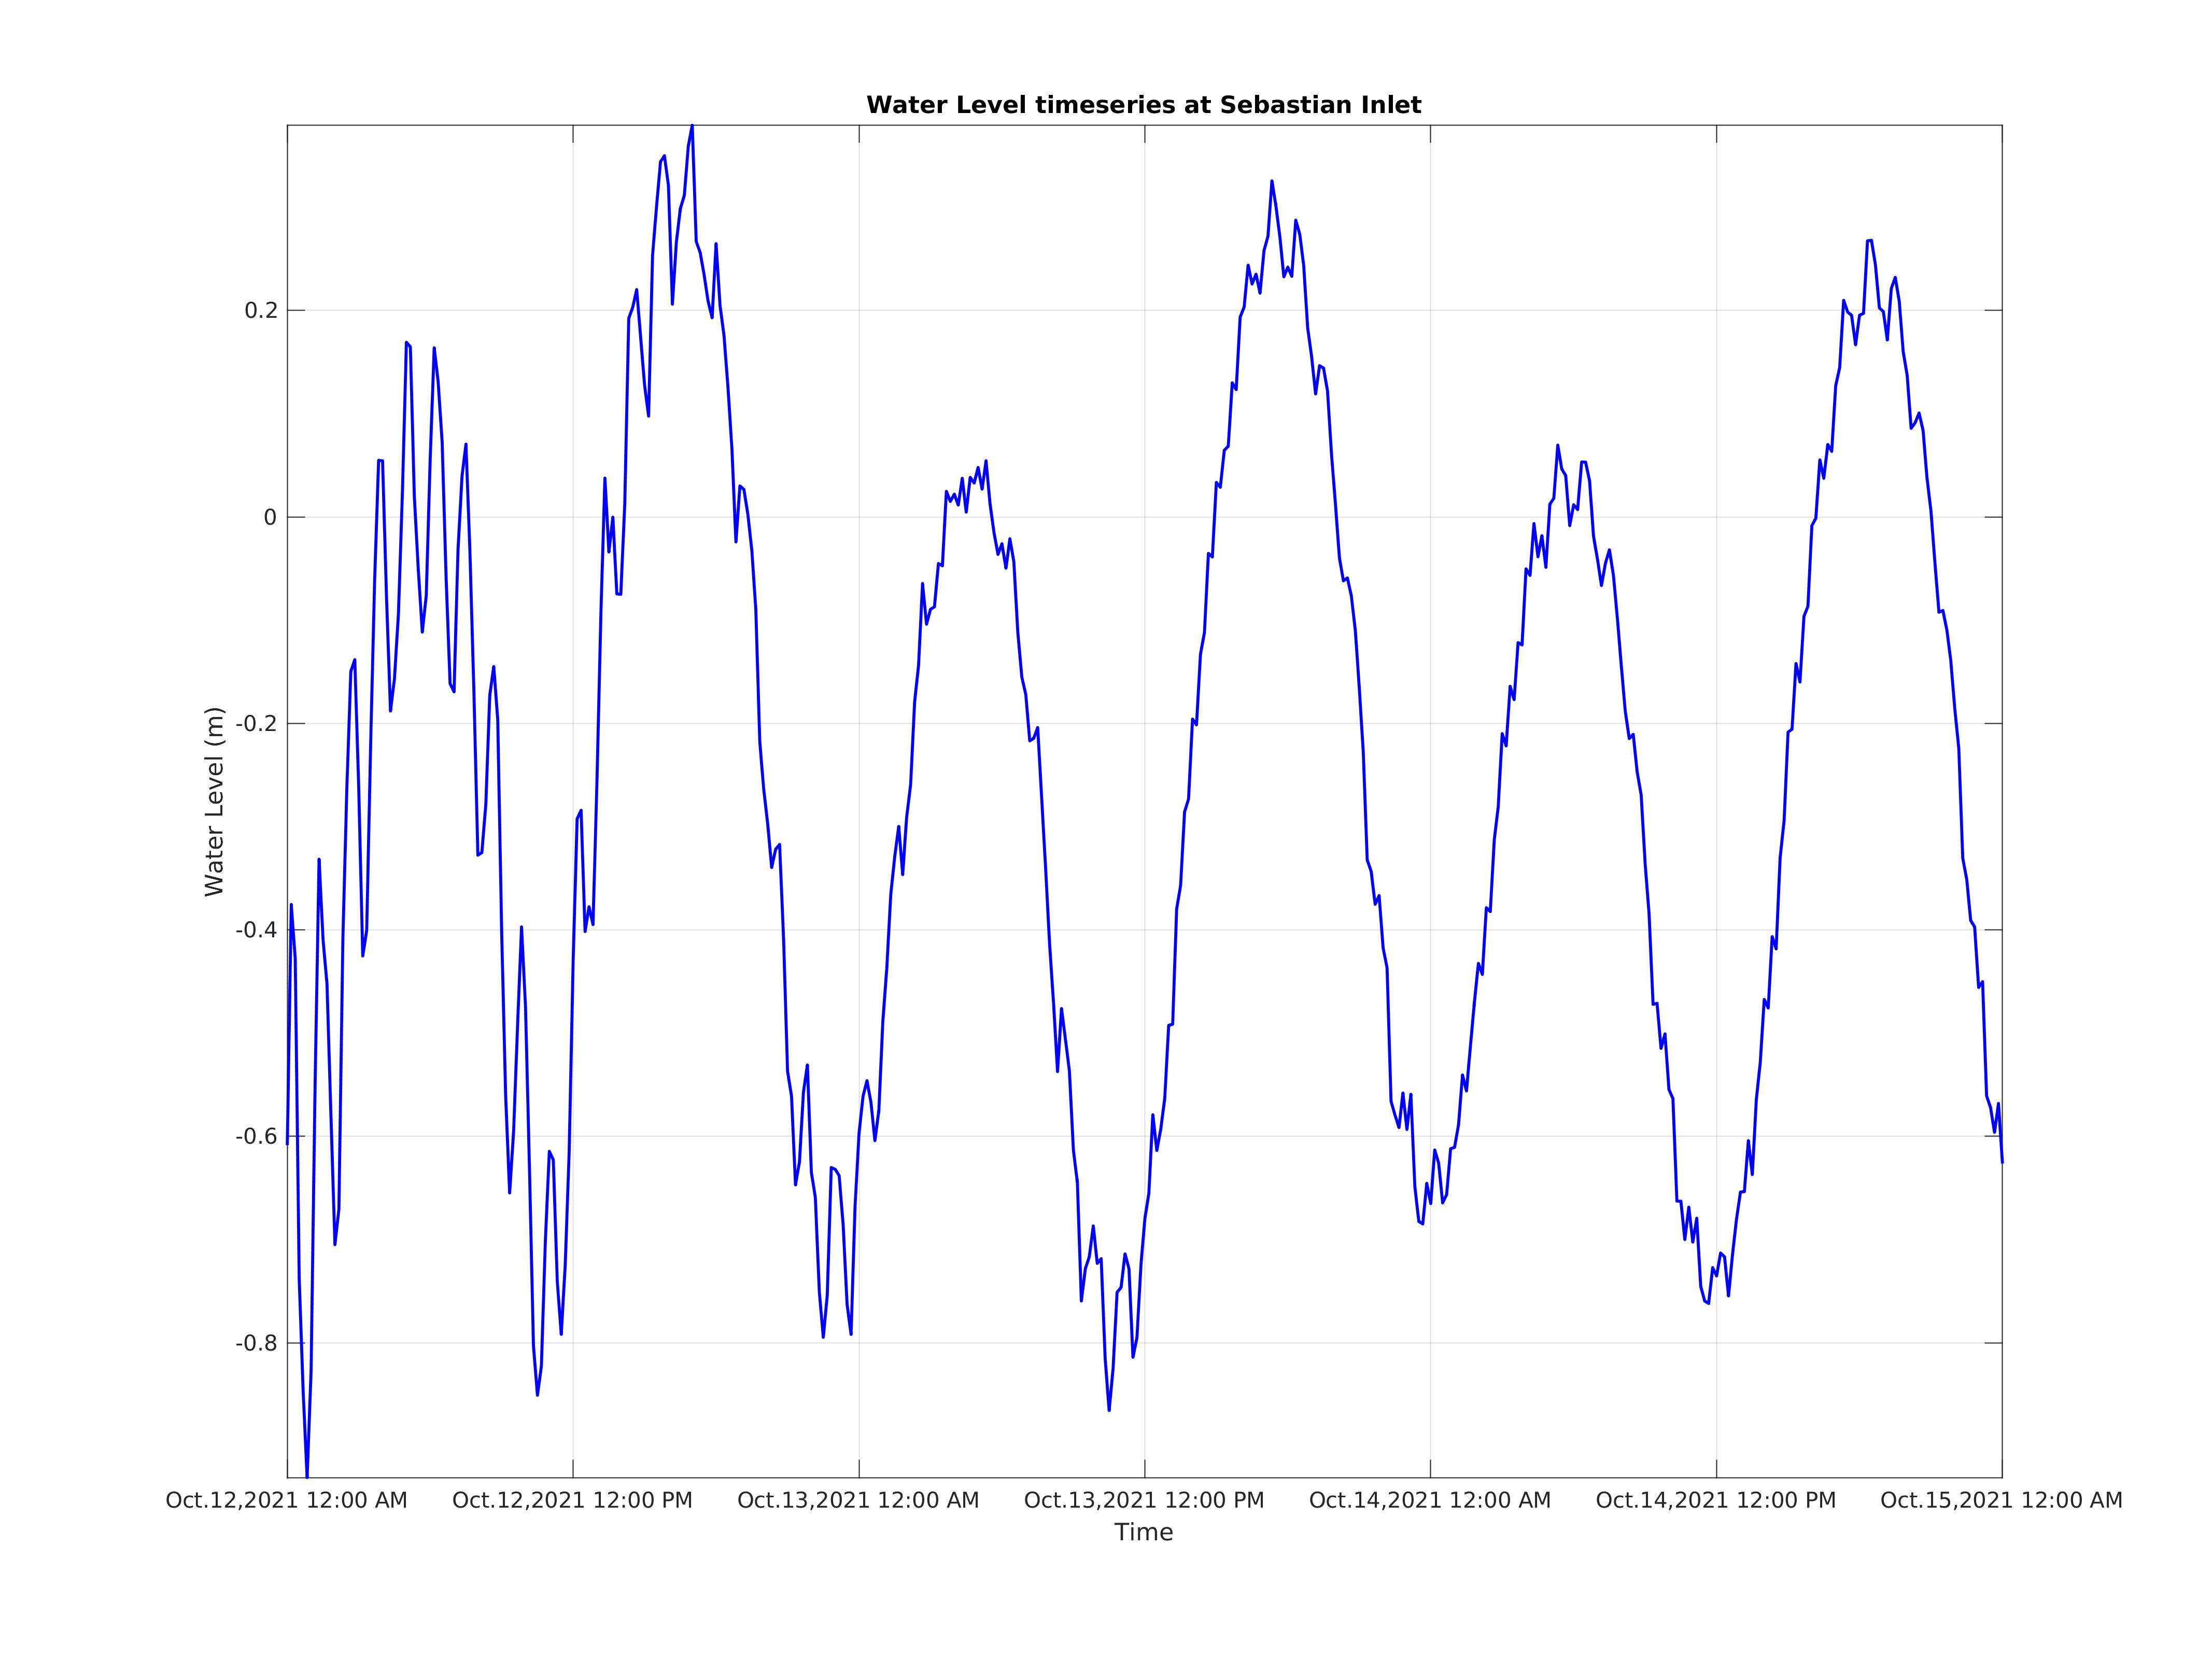 Water Level timeseries at Sebastian Inlet
0.2
0
-0.2
-0.4
-0.6
-0.8
Water Level (m)
Oct.12,2021 12:00 AM Oct.12,2021 12:00 PM Oct.13,2021 12:00 AM Oct.13,2021 12:00 PM Oct.14,2021 12:00 AM Oct.14,2021 12:00 PM Oct.15,2021 12:00 AM
Time